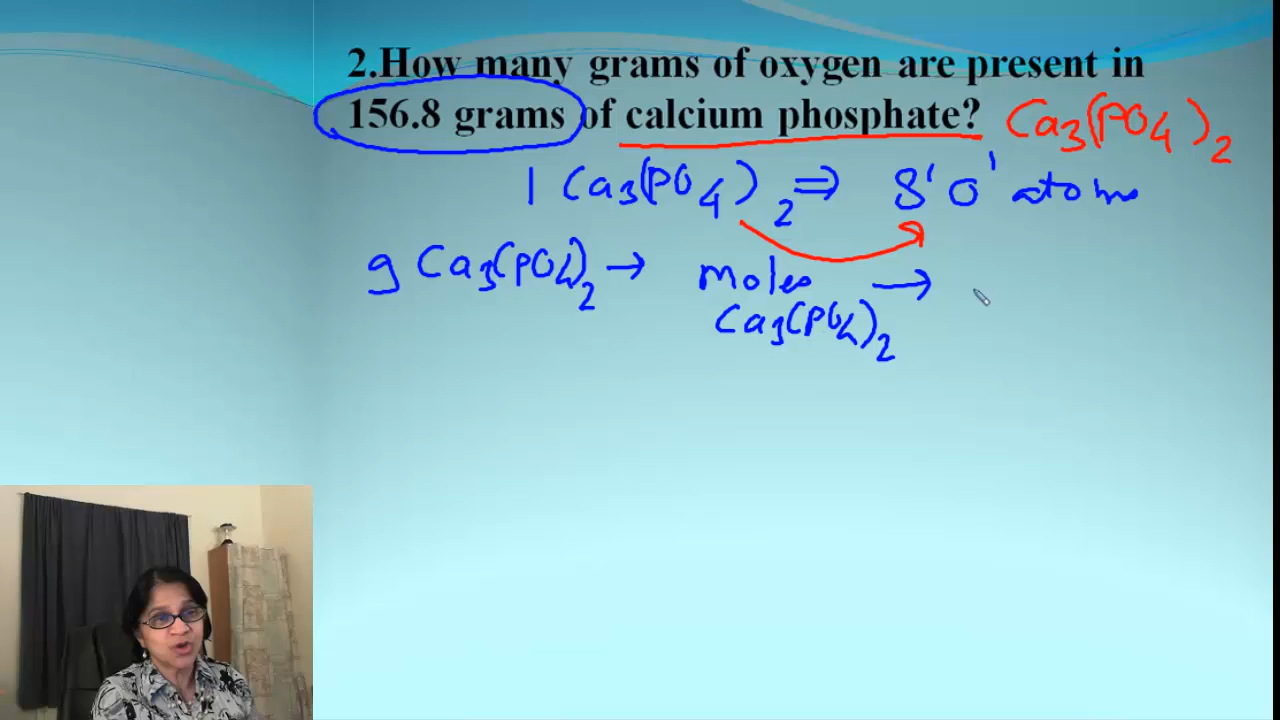 2.How many grams of oxygen are present in
156.8 grams of calcium phosphate? Ca3(PO4)2
1 Ca3(PO4)2 ⇒ 8 'O' atoms
g Ca3(PO4)2 → moles →
Ca3(PO4)2